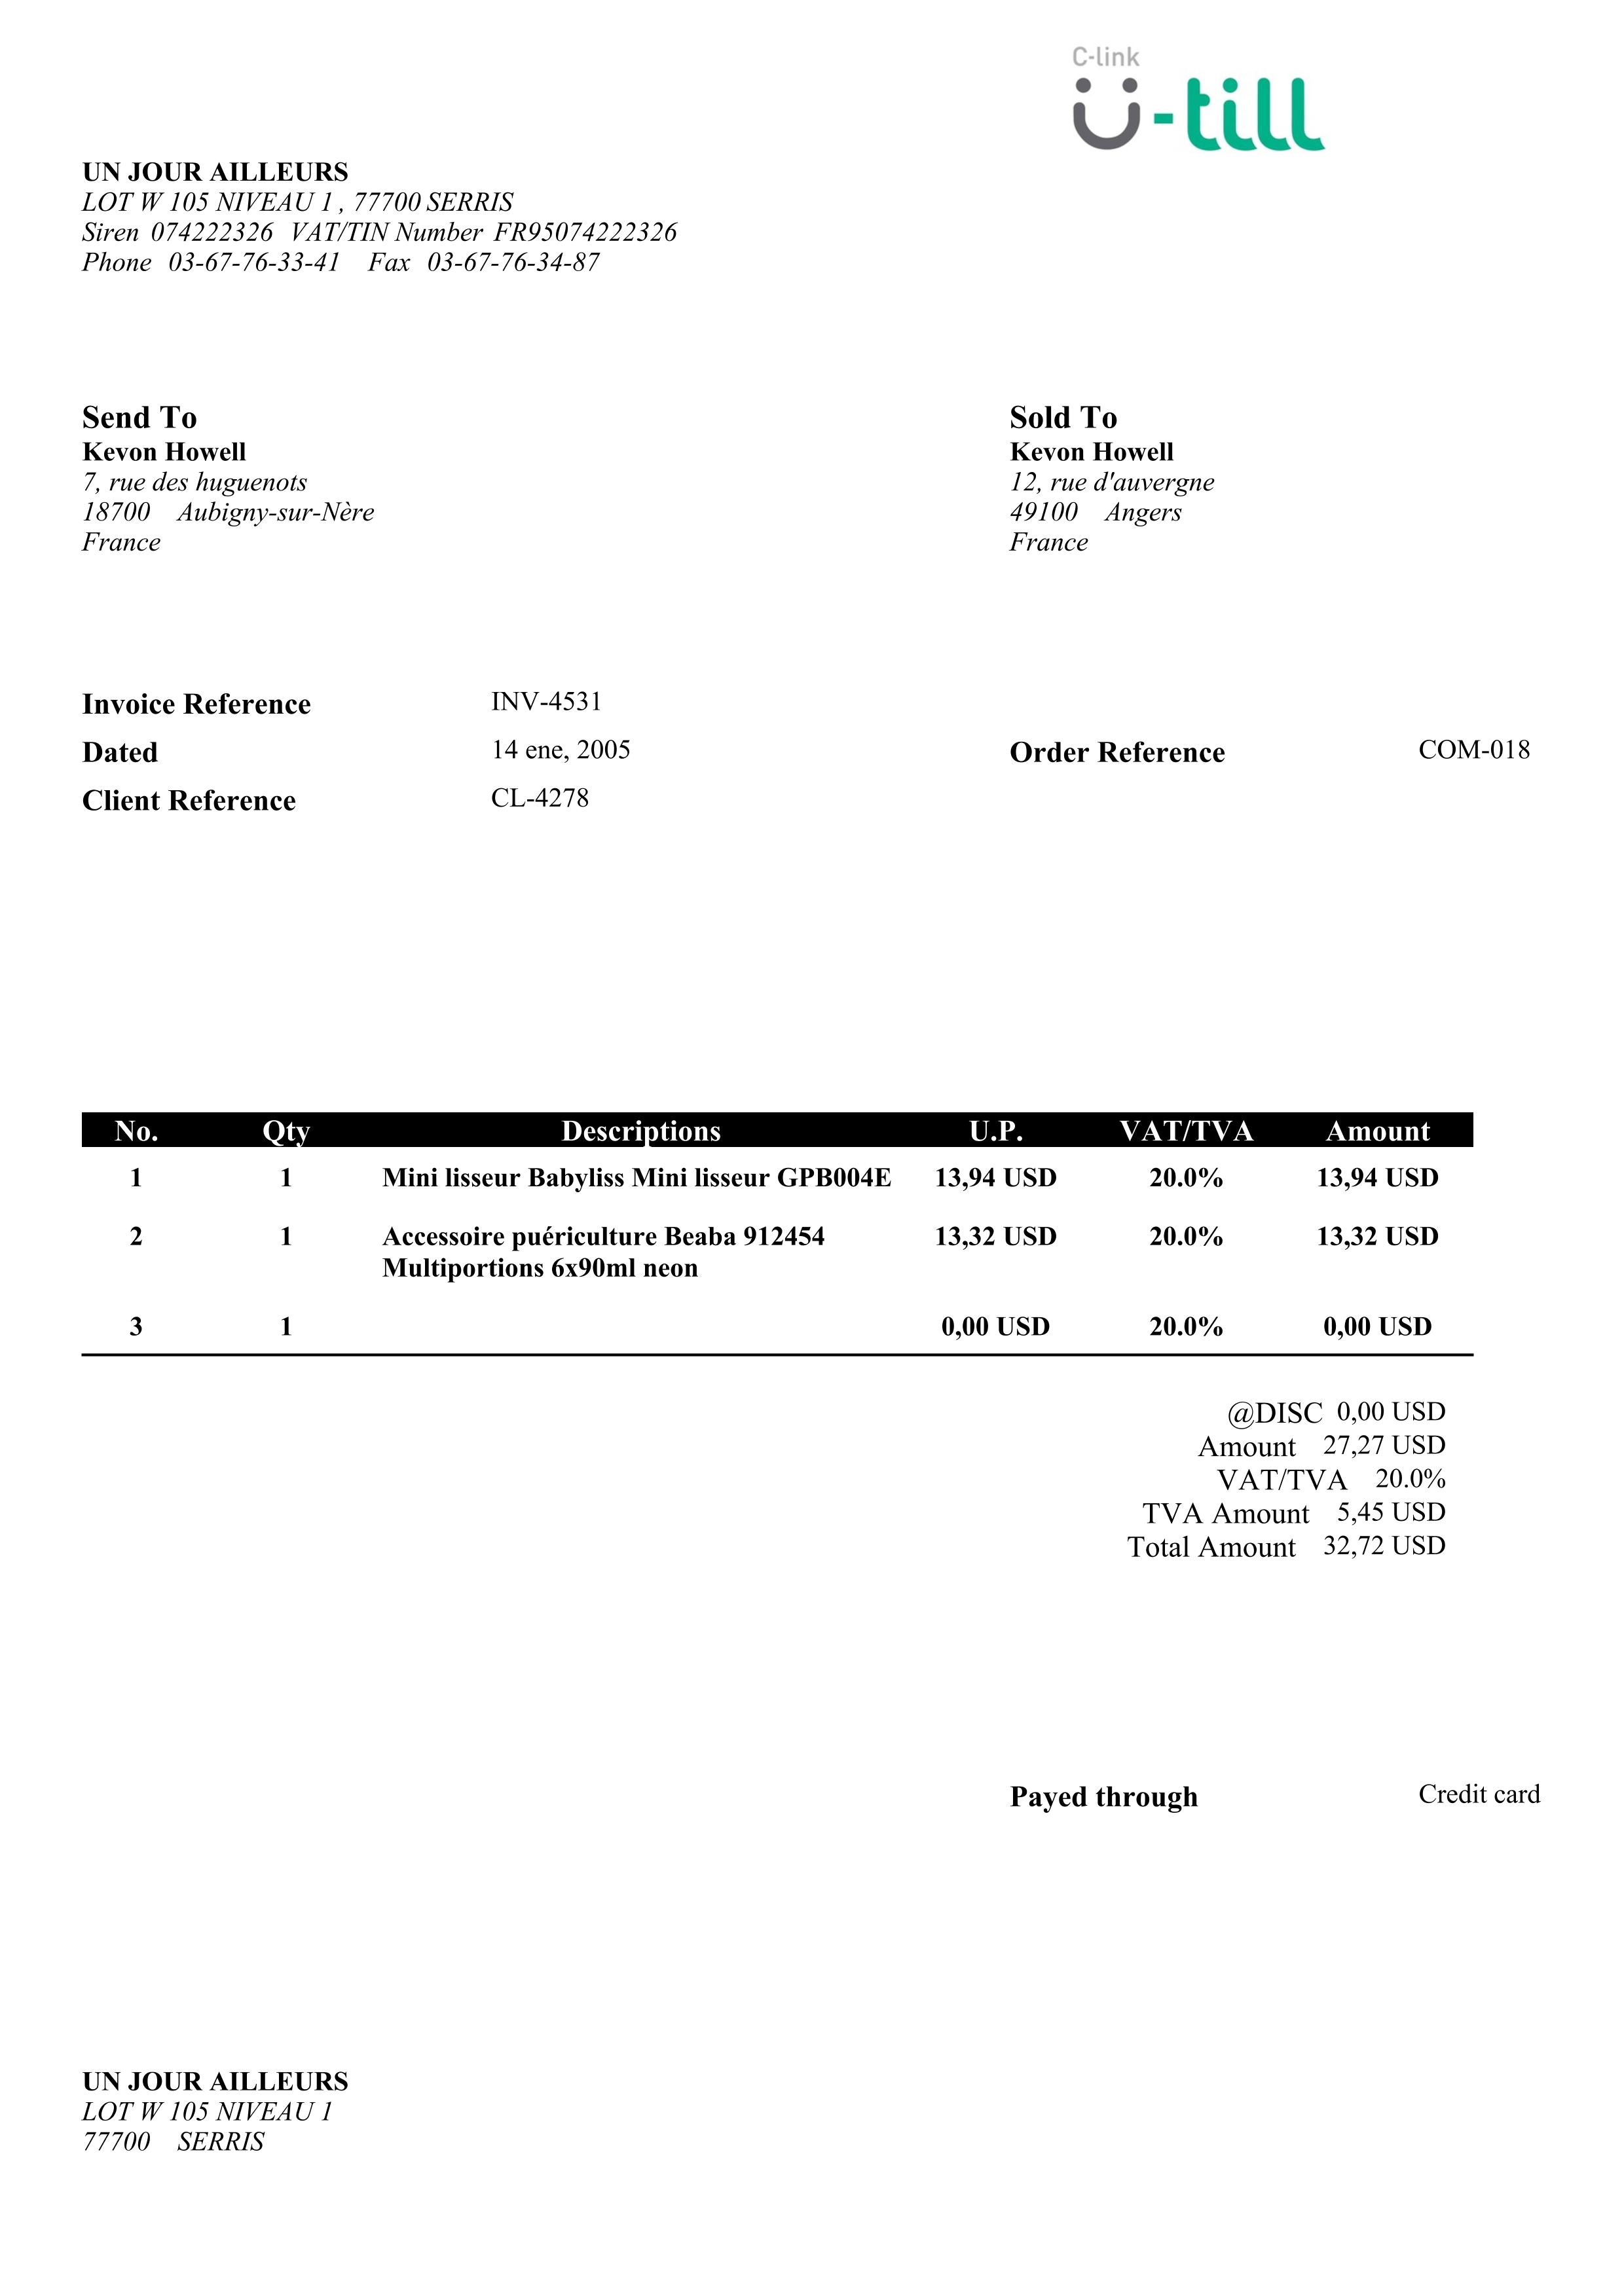 C-link
ü-till
UN JOUR AILLEURS
LOT W 105 NIVEAU 1 , 77700 SERRIS
Siren 074222326 VAT/TIN Number FR95074222326
Phone 03-67-76-33-41 Fax 03-67-76-34-87
Send To
Kevon Howell
7, rue des huguenots
18700 Aubigny-sur-Nère
France
Sold To
Kevon Howell
12, rue d'auvergne
49100 Angers
France
Invoice Reference INV-4531
Dated 14 ene, 2005 Order Reference COM-018
Client Reference CL-4278
No. Qty Descriptions U.P. VAT/TVA Amount
1 1 Mini lisseur Babyliss Mini lisseur GPB004E 13,94 USD 20.0% 13,94 USD
2 1 Accessoire puériculture Beaba 912454 13,32 USD 20.0% 13,32 USD
Multiportions 6x90ml neon
3 1 0,00 USD 20.0% 0,00 USD
@DISC 0,00 USD
Amount 27,27 USD
VAT/TVA 20.0%
TVA Amount 5,45 USD
Total Amount 32,72 USD
Payed through Credit card
UN JOUR AILLEURS
LOT W 105 NIVEAU 1
77700 SERRIS